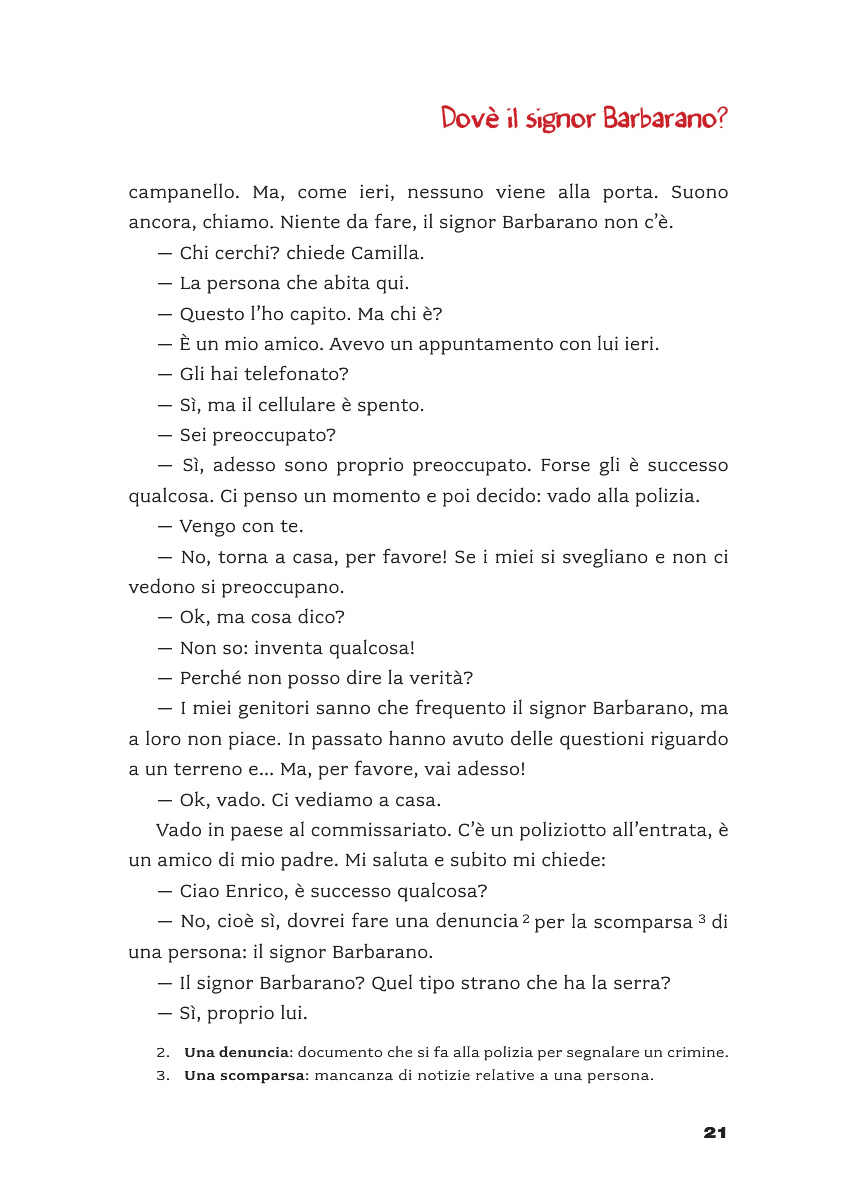 Dov'è il signor Barbarano?
campanello. Ma, come ieri, nessuno viene alla porta. Suono
ancora, chiamo. Niente da fare, il signor Barbarano non c’è.
— Chi cerchi? chiede Camilla.
— La persona che abita qui.
— Questo l’ho capito. Ma chi è?
— È un mio amico. Avevo un appuntamento con lui ieri.
— Gli hai telefonato?
— Sì, ma il cellulare è spento.
— Sei preoccupato?
— Sì, adesso sono proprio preoccupato. Forse gli è successo
qualcosa. Ci penso un momento e poi decido: vado alla polizia.
— Vengo con te.
— No, torna a casa, per favore! Se i miei si svegliano e non ci
vedono si preoccupano.
— Ok, ma cosa dico?
— Non so: inventa qualcosa!
— Perché non posso dire la verità?
— I miei genitori sanno che frequento il signor Barbarano, ma
a loro non piace. In passato hanno avuto delle questioni riguardo
a un terreno e... Ma, per favore, vai adesso!
— Ok, vado. Ci vediamo a casa.
Vado in paese al commissariato. C’è un poliziotto all’entrata, è
un amico di mio padre. Mi saluta e subito mi chiede:
— Ciao Enrico, è successo qualcosa?
— No, cioè sì, dovrei fare una denuncia 2 per la scomparsa 3 di
una persona: il signor Barbarano.
— Il signor Barbarano? Quel tipo strano che ha la serra?
— Sì, proprio lui.
2. Una denuncia: documento che si fa alla polizia per segnalare un crimine.
3. Una scomparsa: mancanza di notizie relative a una persona.
21